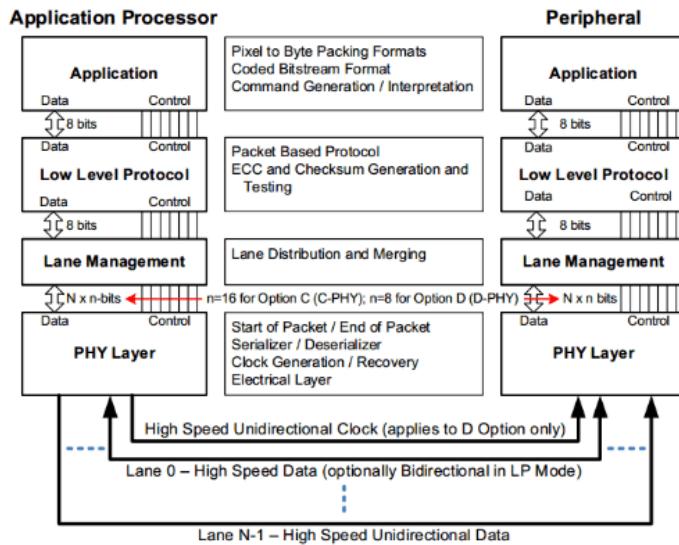 Application Processor
Peripheral
Application
Data Control
8 bits
Data Control
Low Level Protocol
Data Control
8 bits
Lane Management
N x n-bits
Data Control
PHY Layer
Pixel to Byte Packing Formats
Coded Bitstream Format
Command Generation / Interpretation
Packet Based Protocol
ECC and Checksum Generation and
Testing
Lane Distribution and Merging
n=16 for Option C (C-PHY); n=8 for Option D (D-PHY)
Start of Packet / End of Packet
Serializer / Deserializer
Clock Generation / Recovery
Electrical Layer
Application
Data Control
8 bits
Data Control
Low Level Protocol
Data Control
8 bits
Lane Management
N x n bits
Data Control
PHY Layer
High Speed Unidirectional Clock (applies to D Option only)
Lane 0 – High Speed Data (optionally Bidirectional in LP Mode)
Lane N-1 – High Speed Unidirectional Data